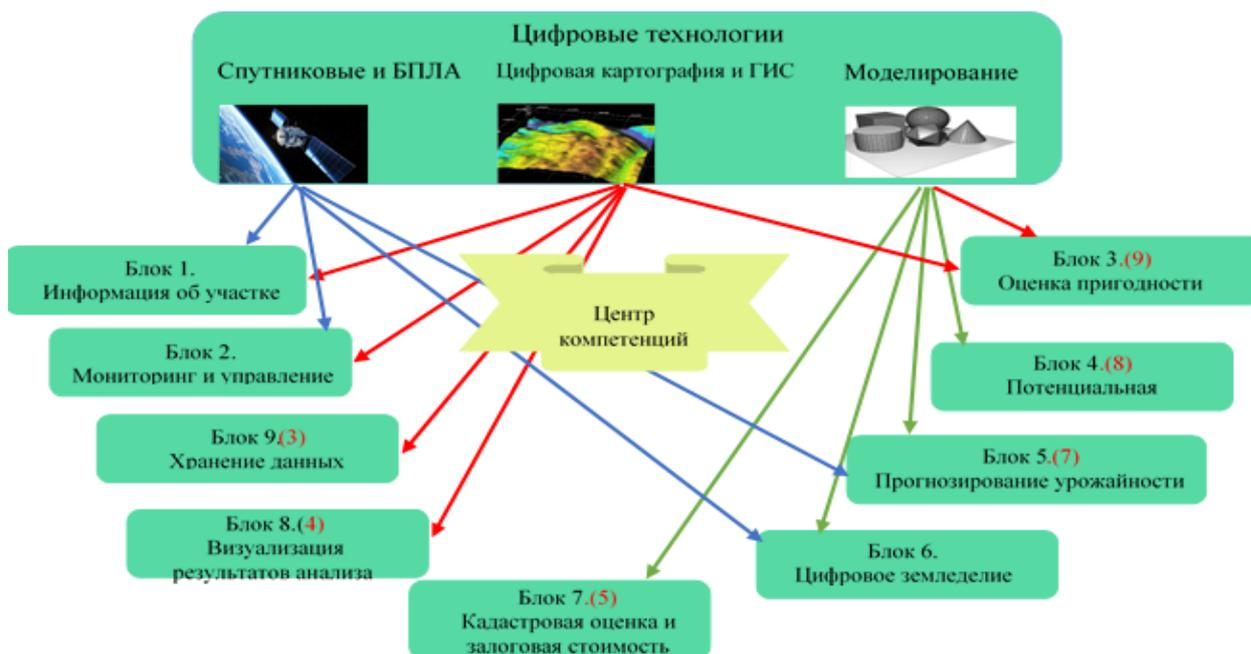 Цифровые технологии
Спутниковые и БПЛА
Цифровая картография и ГИС
Моделирование
Блок 1.
Информация об участке
Блок 2.
Мониторинг и управление
Блок 9.(3)
Хранение данных
Блок 8.(4)
Визуализация
результатов анализа
Блок 7.(5)
Кадастровая оценка и
залоговая стоимость
Центр
компетенций
Блок 3.(9)
Оценка пригодности
Блок 4.(8)
Потенциальная
Блок 5.(7)
Прогнозирование урожайности
Блок 6.
Цифровое земледелие